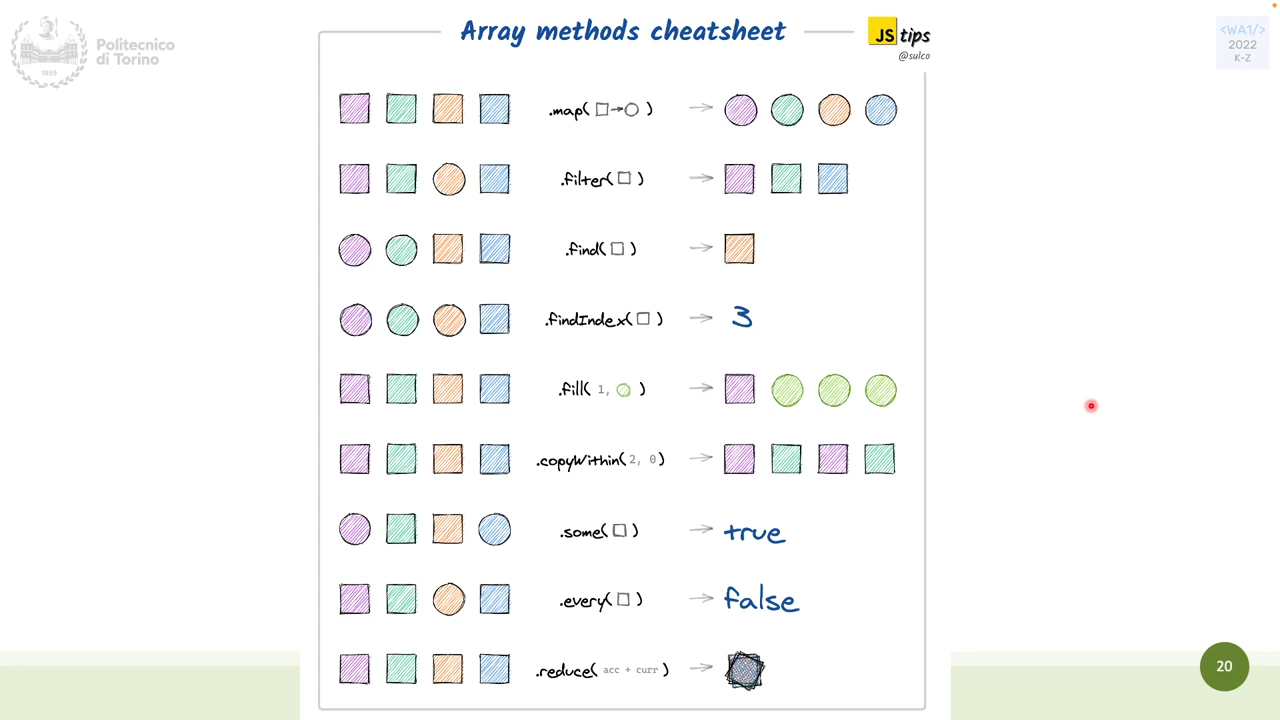 Politecnico
di Torino
1859
Array methods cheatsheet
JS tips
@sulco
<WA1/>
2022
K-Z
.map( → )
.filter( )
.find( )
.findIndex( )
3
.fill( 1, )
.copyWithin( 2, 0 )
.some( )
true
.every( )
false
.reduce( acc + curr )
20